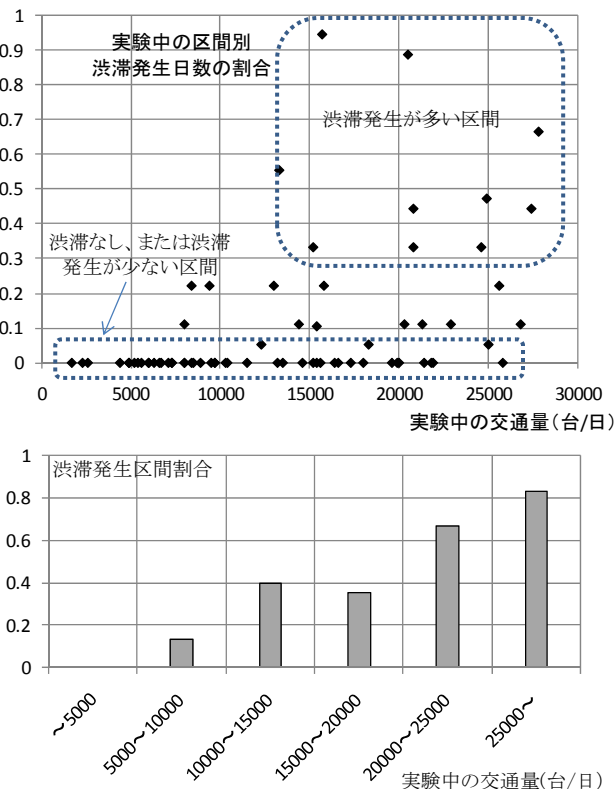 1
0.9
0.8
0.7
0.6
0.5
0.4
0.3
0.2
0.1
0
実験中の区間別
渋滞発生日数の割合
渋滞発生が多い区間
渋滞なし、または渋滞
発生が少ない区間
0 5000 10000 15000 20000 25000 30000
実験中の交通量(台/日)
1
0.8
0.6
0.4
0.2
0
渋滞発生区間割合
～5000
5000～10000
10000～15000
15000～20000
20000～25000
25000～
実験中の交通量(台/日)